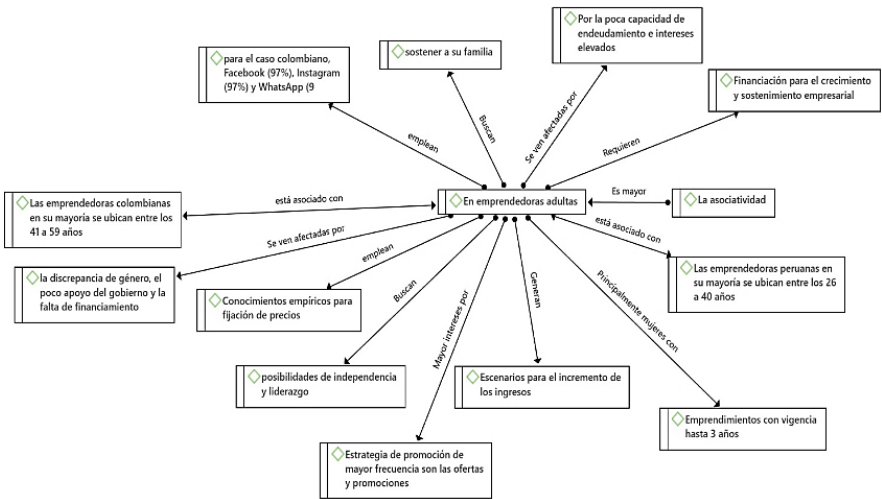 Por la poca capacidad de
endeudamiento e intereses
elevados
sostener a su familia
para el caso colombiano,
Facebook (97%), Instagram
(97%) y WhatsApp (9
Financiación para el crecimiento
y sostenimiento empresarial
emplean
Buscan
Se ven afectadas por
Requieren
En emprendedoras adultas
Es mayor
La asociatividad
Las emprendedoras colombianas
en su mayoría se ubican entre los
41 a 59 años
está asociado con
está asociado con
Las emprendedoras peruanas en
su mayoría se ubican entre los 26
a 40 años
Se ven afectadas por
la discrepancia de género, el
poco apoyo del gobierno y la
falta de financiamiento
emplean
Conocimientos empíricos para
fijación de precios
Buscan
posibilidades de independencia
y liderazgo
Mayor intereses por
Estrategia de promoción de
mayor frecuencia son las ofertas
y promociones
Generan
Escenarios para el incremento de
los ingresos
Principalmente mujeres con
Emprendimientos con vigencia
hasta 3 años